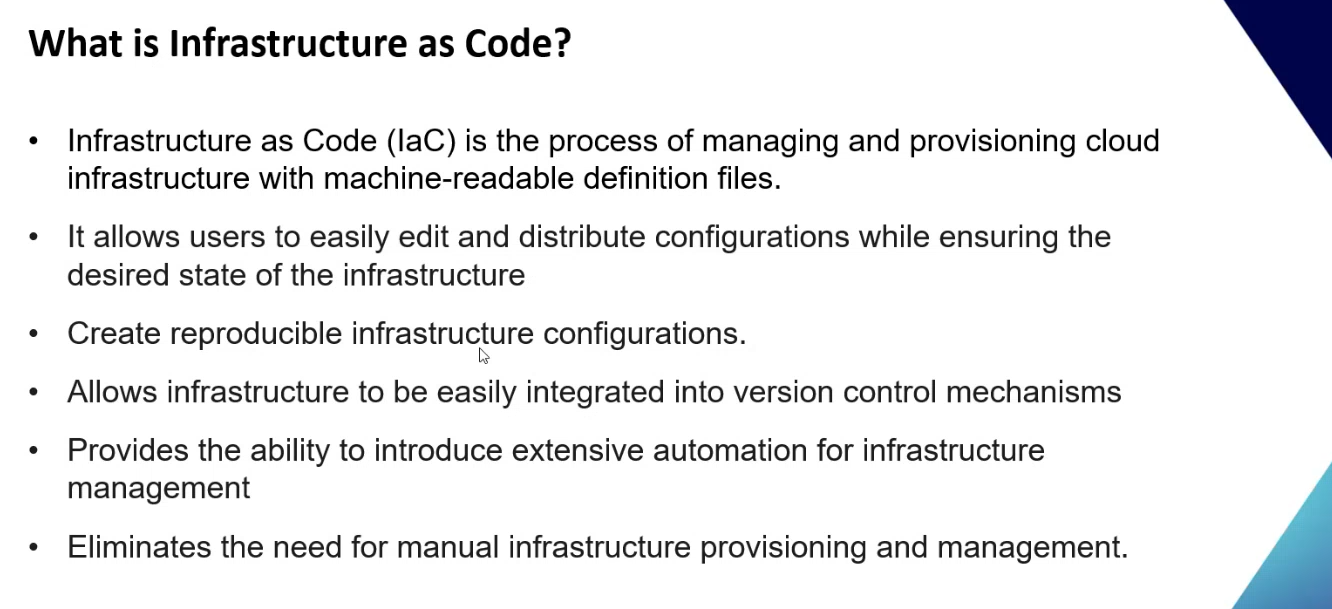 What is Infrastructure as Code?
• Infrastructure as Code (IaC) is the process of managing and provisioning cloud
infrastructure with machine-readable definition files.
• It allows users to easily edit and distribute configurations while ensuring the
desired state of the infrastructure
• Create reproducible infrastructure configurations.
• Allows infrastructure to be easily integrated into version control mechanisms
• Provides the ability to introduce extensive automation for infrastructure
management
• Eliminates the need for manual infrastructure provisioning and management.